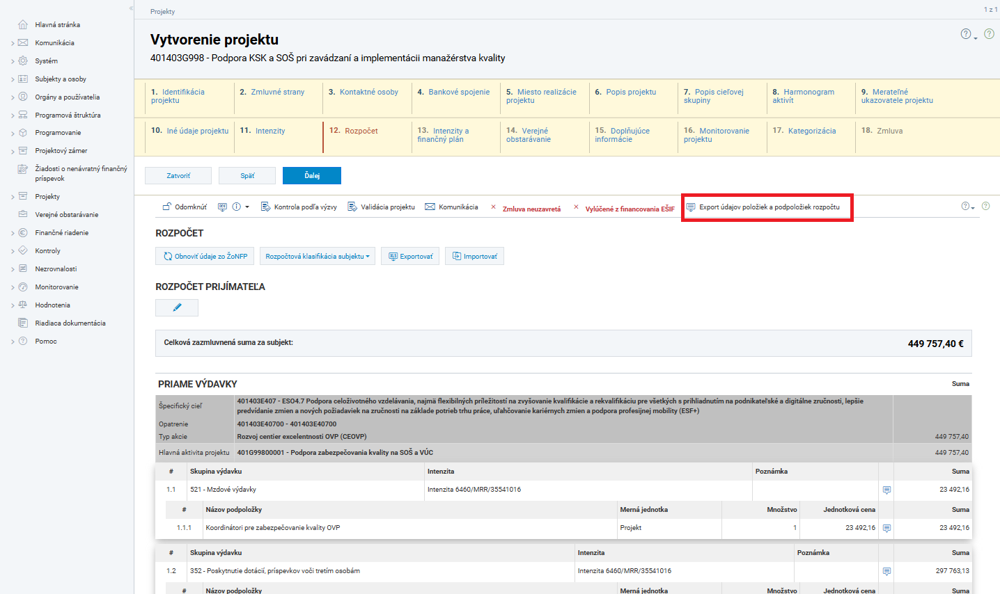 Projekty
1 z 1
Hlavná stránka
Komunikácia
Systém
Subjekty a osoby
Orgány a používatelia
Programová štruktúra
Programovanie
Projektový zámer
Žiadosti o nenávratný finančný
príspevok
Projekty
Verejné obstarávanie
Finančné riadenie
Kontroly
Nezrovnalosti
Monitorovanie
Hodnotenia
Riadiaca dokumentácia
Pomoc
Vytvorenie projektu
401403G998 - Podpora KSK a SOŠ pri zavádzaní a implementácii manažérstva kvality
1. Identifikácia
projektu
2. Zmluvné strany
3. Kontaktné osoby
4. Bankové spojenie
5. Miesto realizácie
projektu
6. Popis projektu
7. Popis cieľovej
skupiny
8. Harmonogram
aktivít
9. Merateľné
ukazovatele projektu
10. Iné údaje projektu
11. Intenzity
12. Rozpočet
13. Intenzity a
finančný plán
14. Verejné
obstarávanie
15. Doplňujúce
informácie
16. Monitorovanie
projektu
17. Kategorizácia
18. Zmluva
Zatvoriť Späť Ďalej
Odomknúť Kontrola podľa výzvy Validácia projektu Komunikácia × Zmluva neuzavretá × Vylúčené z financovania EŠIF Export údajov položiek a podpoložiek rozpočtu
ROZPOČET
Obnoviť údaje zo ŽoNFP Rozpočtová klasifikácia subjektu Exportovať Importovať
ROZPOČET PRIJÍMATEĽA
Celková zazmluvnená suma za subjekt: 449 757,40 €
PRIAME VÝDAVKY Suma
Špecifický cieľ 401403E407 - ESO4.7 Podpora celoživotného vzdelávania, najmä flexibilných príležitostí na zvyšovanie kvalifikácie a rekvalifikáciu pre všetkých s prihliadnutím na podnikateľské a digitálne zručnosti, lepšie
predvídanie zmien a nových požiadaviek na zručnosti na základe potrieb trhu práce, uľahčovanie kariérnych zmien a podpora profesijnej mobility (ESF+)
Opatrenie 401403E40700 - 401403E40700
Typ akcie Rozvoj centier excelentnosti OVP (CEOVP) 449 757,40
Hlavná aktivita projektu 401G99800001 - Podpora zabezpečovania kvality na SOŠ a VÚC 449 757,40
# Skupina výdavku Intenzita Poznámka Suma
1.1 521 - Mzdové výdavky Intenzita 6460/MRR/35541016 23 492,16
# Názov podpoložky Merná jednotka Množstvo Jednotková cena Suma
1.1.1 Koordinátori pre zabezpečovanie kvality OVP Projekt 1 23 492,16 23 492,16
# Skupina výdavku Intenzita Poznámka Suma
1.2 352 - Poskytnutie dotácií, príspevkov voči tretím osobám Intenzita 6460/MRR/35541016 297 763,13
# Názov podpoložky Merná jednotka Množstvo Jednotková cena Suma